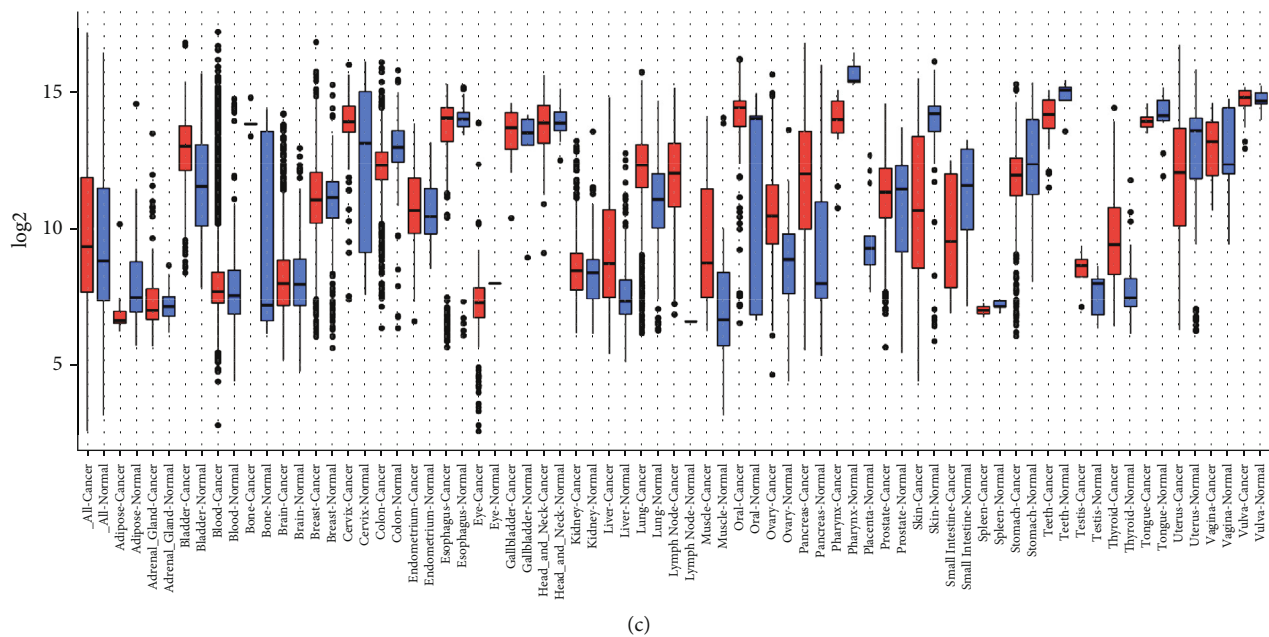 log2
15
10
5
_All-Cancer
_All-Normal
Adipose-Cancer
Adipose-Normal
Adrenal_Gland-Cancer
Adrenal_Gland-Normal
Bladder-Cancer
Bladder-Normal
Blood-Cancer
Blood-Normal
Bone-Cancer
Bone-Normal
Brain-Cancer
Brain-Normal
Breast-Cancer
Breast-Normal
Cervix-Cancer
Cervix-Normal
Colon-Cancer
Colon-Normal
Endometrium-Cancer
Endometrium-Normal
Esophagus-Cancer
Esophagus-Normal
Eye-Cancer
Eye-Normal
Gallbladder-Cancer
Gallbladder-Normal
Head_and_Neck-Cancer
Head_and_Neck-Normal
Kidney-Cancer
Kidney-Normal
Liver-Cancer
Liver-Normal
Lung-Cancer
Lung-Normal
Lymph Node-Cancer
Lymph Node-Normal
Muscle-Cancer
Muscle-Normal
Oral-Cancer
Oral-Normal
Ovary-Cancer
Ovary-Normal
Pancreas-Cancer
Pancreas-Normal
Pharynx-Cancer
Pharynx-Normal
Placenta-Normal
Prostate-Cancer
Prostate-Normal
Skin-Cancer
Skin-Normal
Small Intestine-Cancer
Small Intestine-Normal
Spleen-Cancer
Spleen-Normal
Stomach-Cancer
Stomach-Normal
Teeth-Cancer
Teeth-Normal
Testis-Cancer
Testis-Normal
Thyroid-Cancer
Thyroid-Normal
Tongue-Cancer
Tongue-Normal
Uterus-Cancer
Uterus-Normal
Vagina-Cancer
Vagina-Normal
Vulva-Cancer
Vulva-Normal
(c)